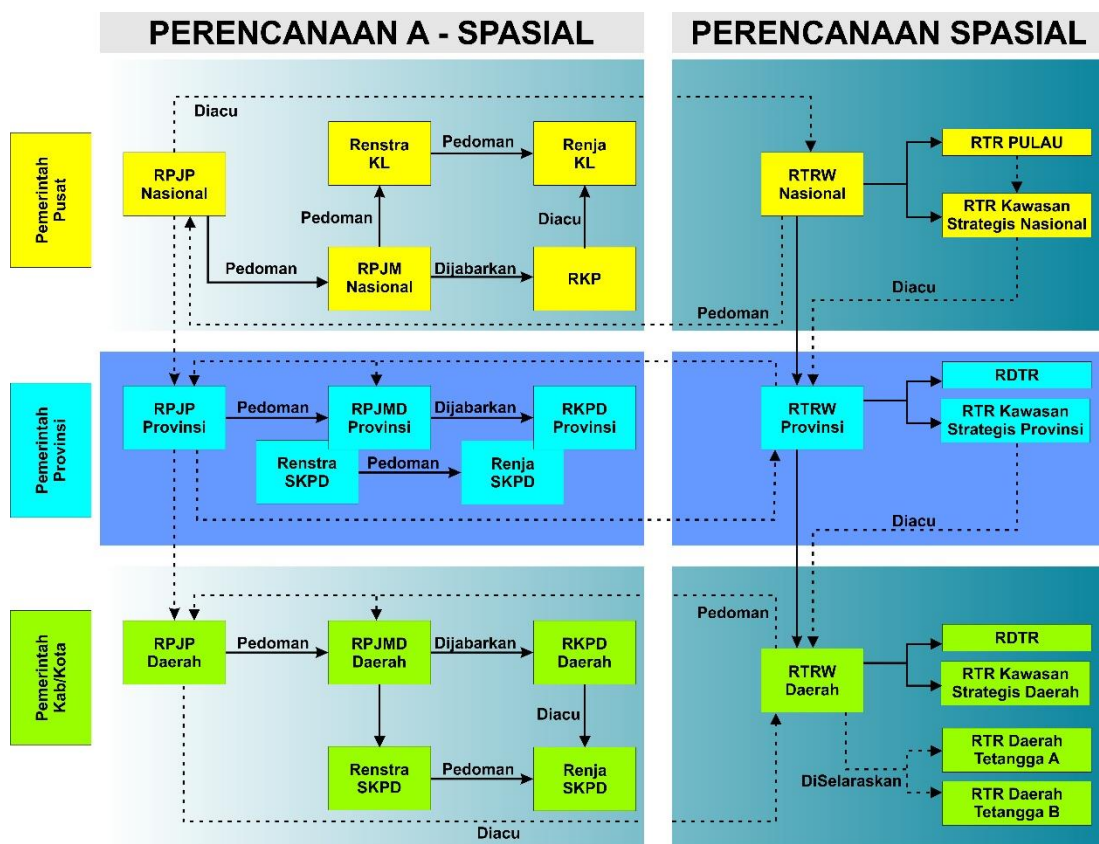 PERENCANAAN A - SPASIAL
PERENCANAAN SPASIAL
Pemerintah
Pusat
Diacu
RPJP
Nasional
Renstra
KL
Pedoman
Renja
KL
Pedoman
Diacu
Pedoman
RPJM
Nasional
Dijabarkan
RKP
RTRW
Nasional
RTR PULAU
RTR Kawasan
Strategis Nasional
Diacu
Pedoman
Pemerintah
Provinsi
RPJP
Provinsi
Pedoman
RPJMD
Provinsi
Dijabarkan
RKPD
Provinsi
Renstra
SKPD
Pedoman
Renja
SKPD
RTRW
Provinsi
RDTR
RTR Kawasan
Strategis Provinsi
Diacu
Pemerintah
Kab/Kota
RPJP
Daerah
Pedoman
RPJMD
Daerah
Dijabarkan
RKPD
Daerah
Diacu
Renstra
SKPD
Pedoman
Renja
SKPD
Diacu
Pedoman
RTRW
Daerah
RDTR
RTR Kawasan
Strategis Daerah
DiSelaraskan
RTR Daerah
Tetangga A
RTR Daerah
Tetangga B